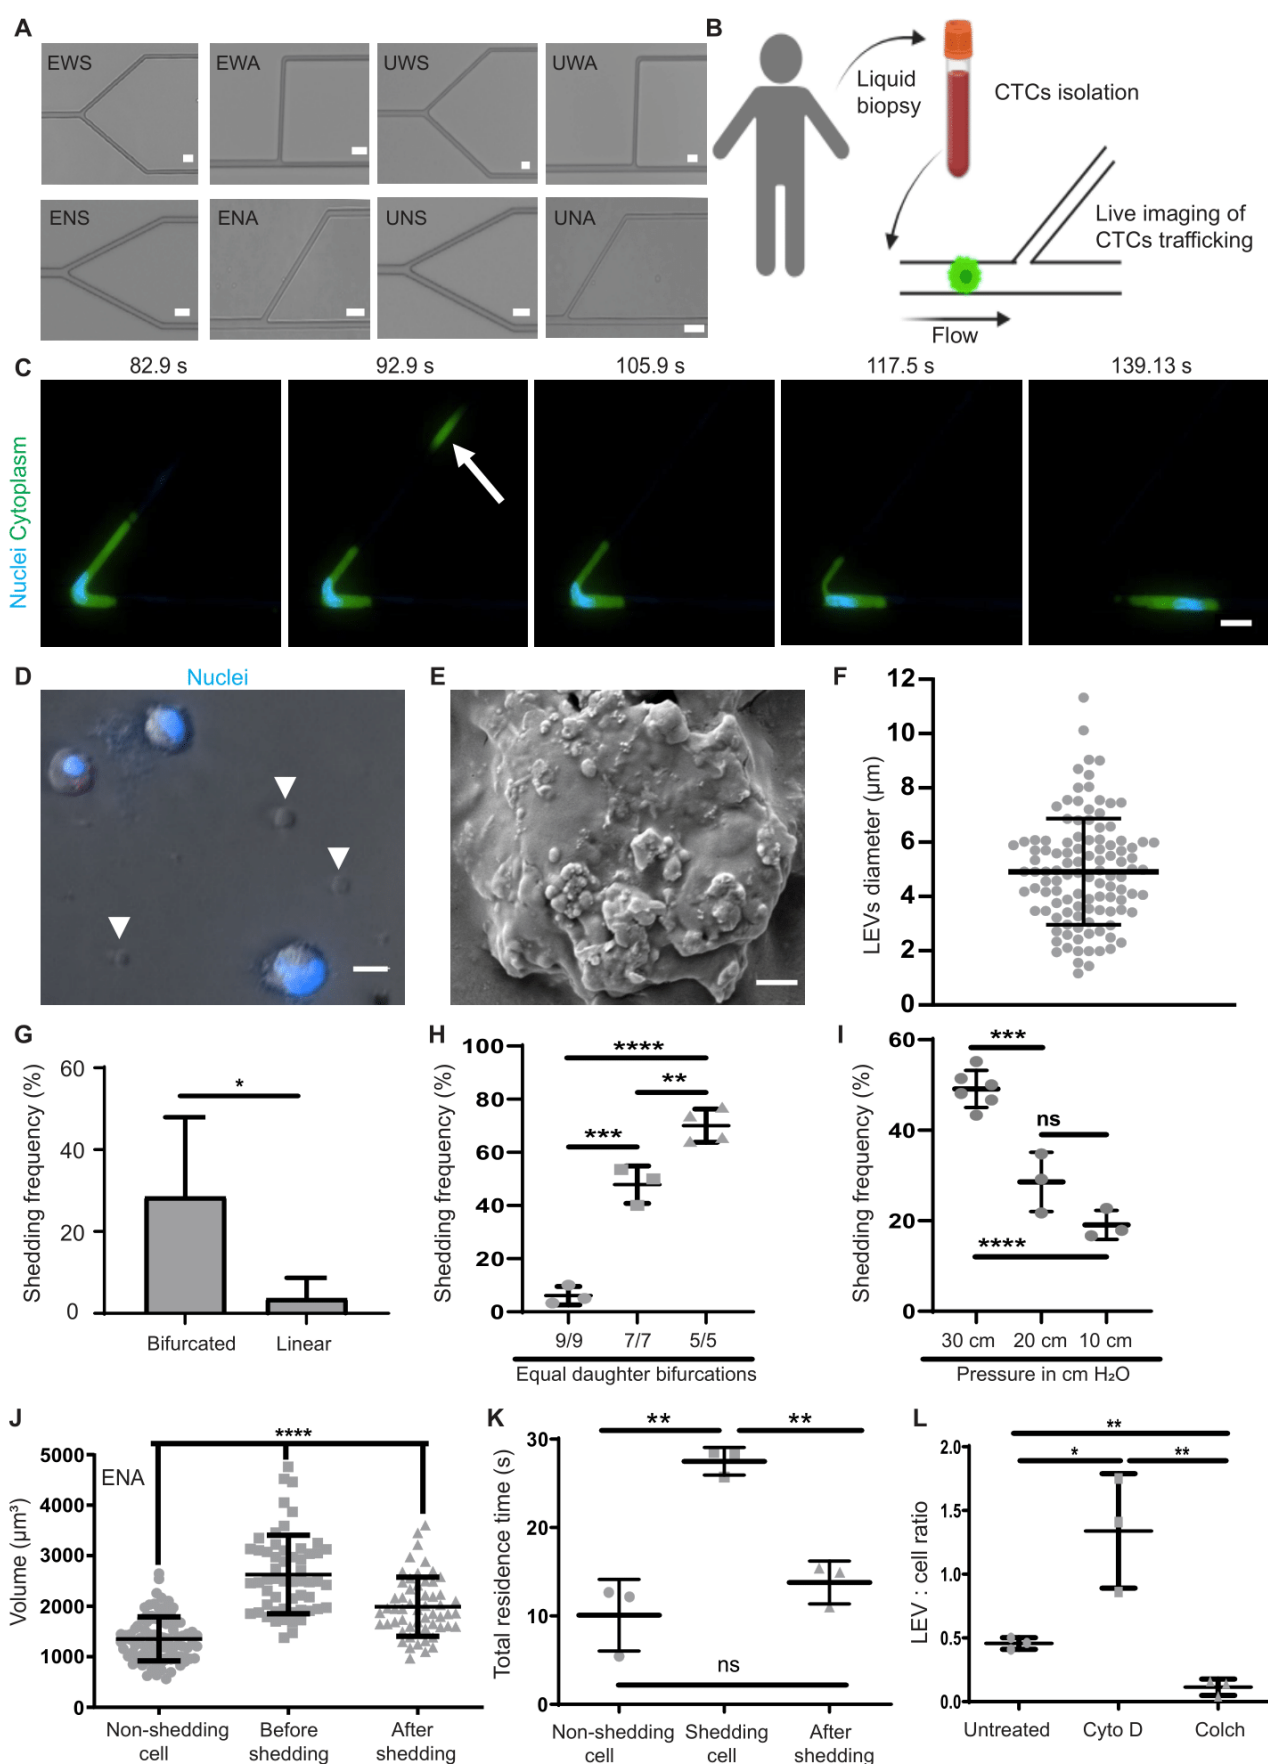 A
EWS
EWA
UWS
UWA
ENS
ENA
UNS
UNA
B
Liquid
biopsy
CTCs isolation
Live imaging of
CTCs trafficking
Flow
C
82.9 s
92.9 s
105.9 s
117.5 s
139.13 s
Nuclei Cytoplasm
D
Nuclei
E
F
LEVs diameter (μm)
12
10
8
6
4
2
0
G
Shedding frequency (%)
60
40
20
0
*
Bifurcated
Linear
H
Shedding frequency (%)
100
80
60
40
20
0
****
**
***
9/9
7/7
5/5
Equal daughter bifurcations
I
Shedding frequency (%)
60
40
20
0
***
ns
****
30 cm
20 cm
10 cm
Pressure in cm H₂O
J
Volume (μm³)
5000
4000
3000
2000
1000
0
ENA
****
Non-shedding
cell
Before
shedding
After
shedding
K
Total residence time (s)
30
20
10
0
**
**
ns
Non-shedding
cell
Shedding
cell
After
shedding
L
LEV : cell ratio
2.0
1.5
1.0
0.5
0.0
**
*
**
Untreated
Cyto D
Colch